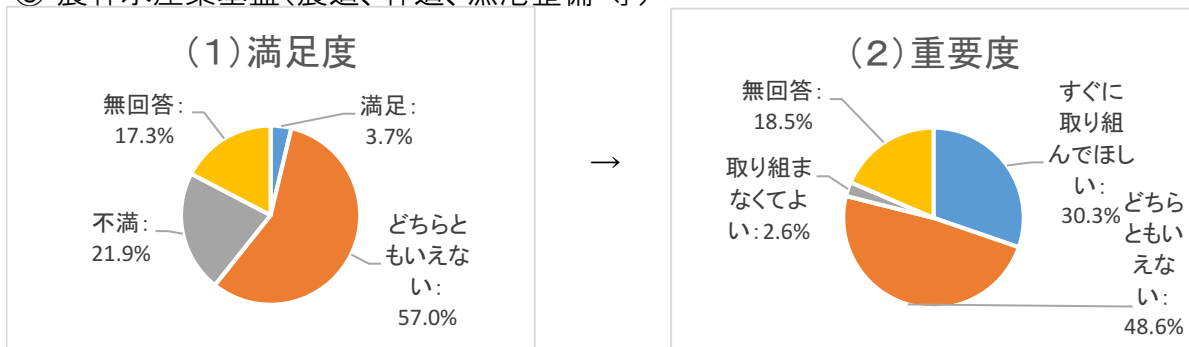 (1)満足度
無回答:
17.3%
満足:
3.7%
不満:
21.9%
どちらと
もいえな
い:
57.0%
→
(2)重要度
無回答:
18.5%
すぐに
取り組
んでほし
い:
30.3%
取り組ま
なくてよ
い:2.6%
どちら
ともい
えな
い:
48.6%